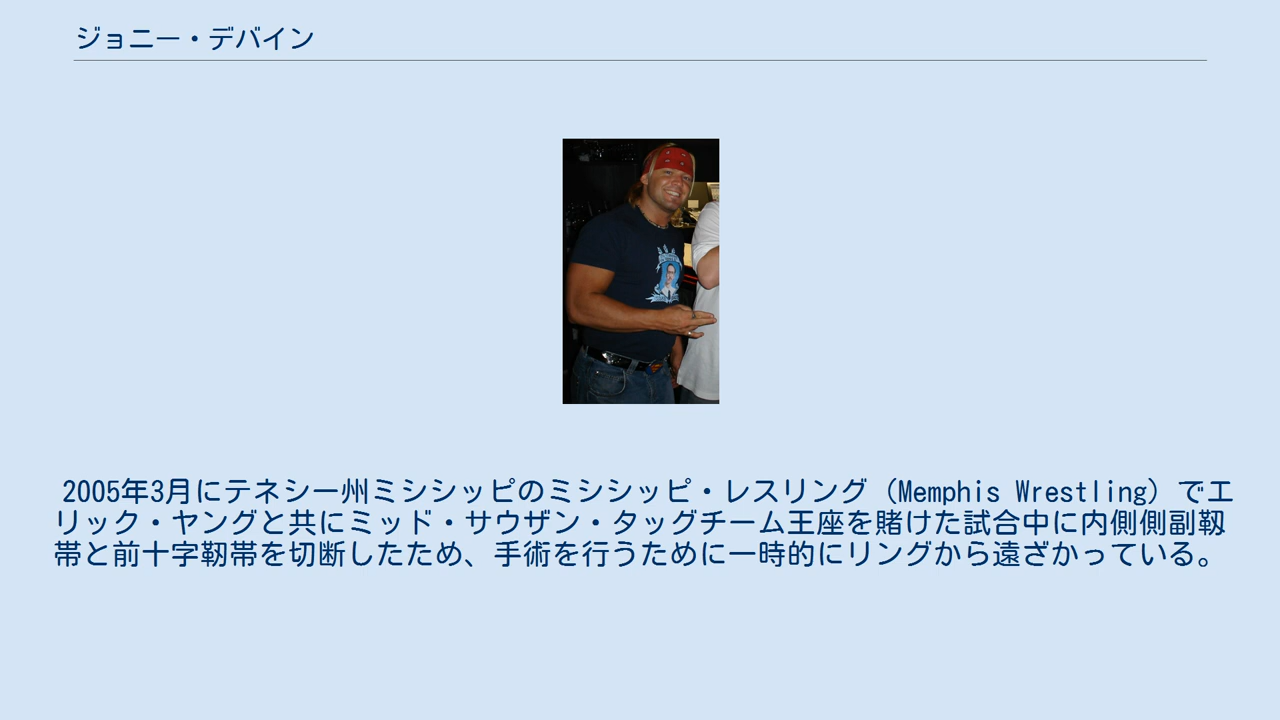 ジョニー・デバイン
2005年3月にテネシー州ミシシッピのミシシッピ・レスリング（Memphis Wrestling）でエ
リック・ヤングと共にミッド・サウザン・タッグチーム王座を賭けた試合中に内側側副靱
帯と前十字靭帯を切断したため、手術を行うために一時的にリングから遠ざかっている。